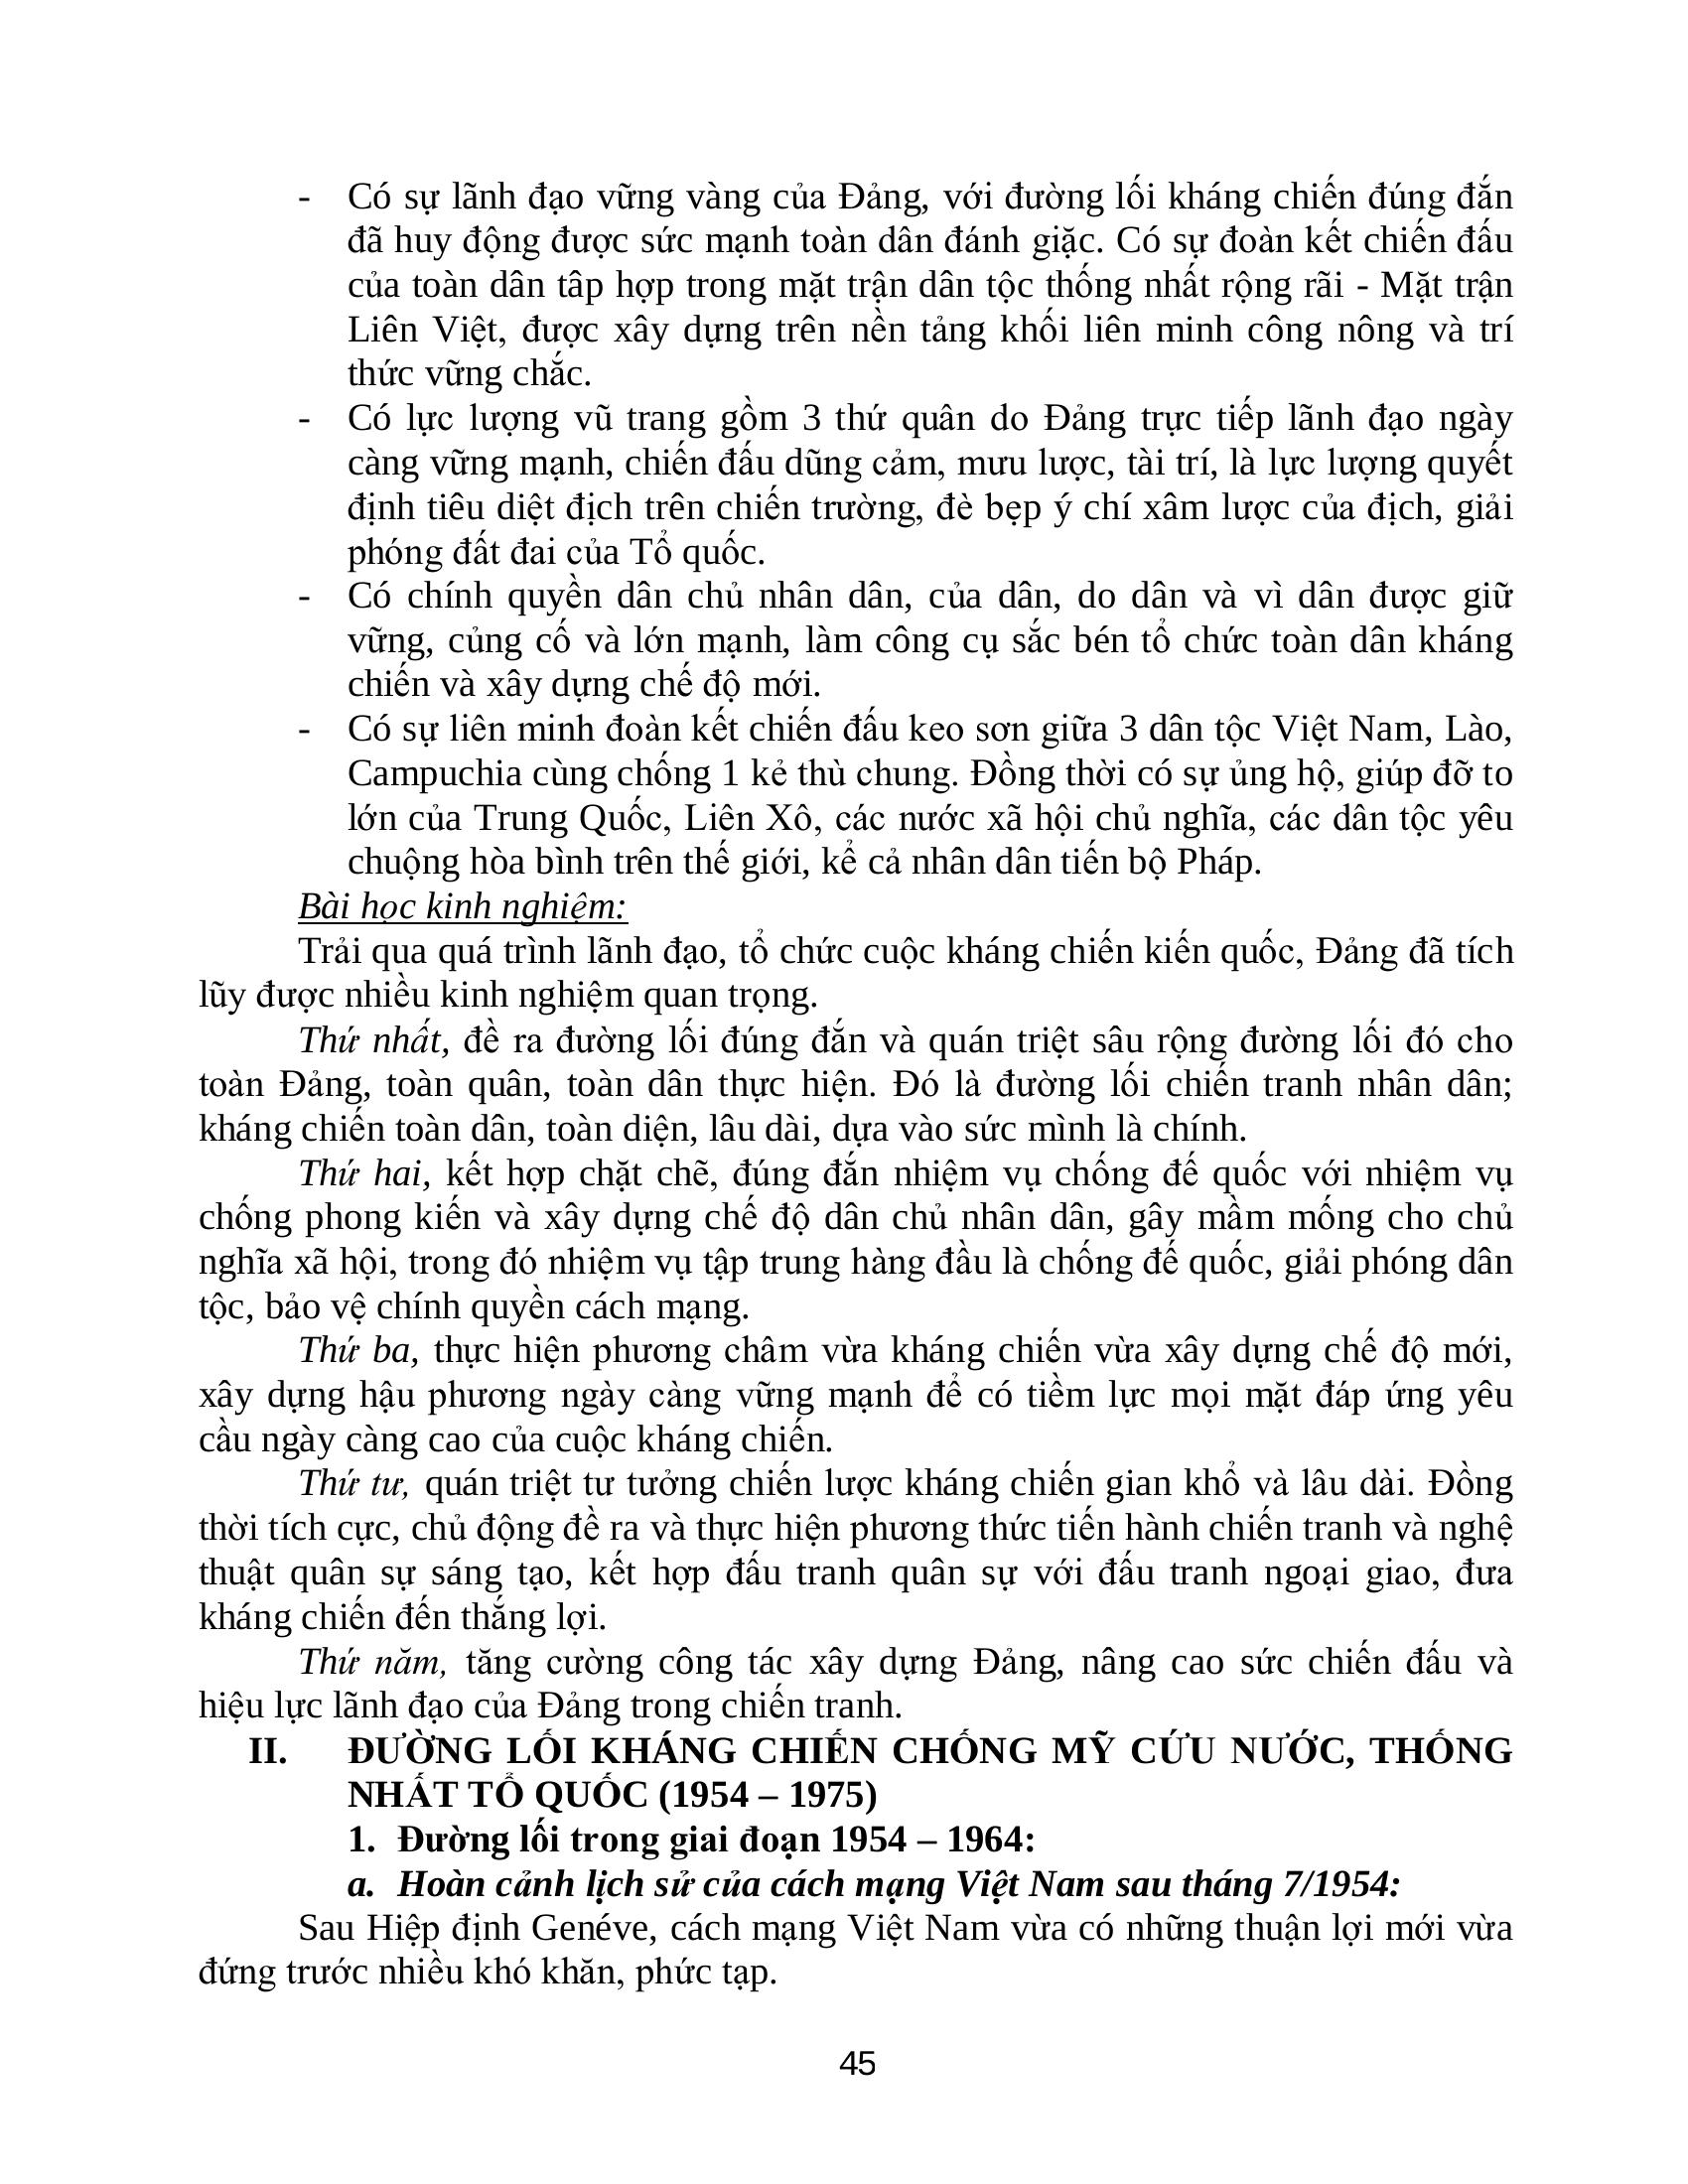 - Có sự lãnh đạo vững vàng của Đảng, với đường lối kháng chiến đúng đắn
đã huy động được sức mạnh toàn dân đánh giặc. Có sự đoàn kết chiến đấu
của toàn dân tâp hợp trong mặt trận dân tộc thống nhất rộng rãi - Mặt trận
Liên Việt, được xây dựng trên nền tảng khối liên minh công nông và trí
thức vững chắc.
- Có lực lượng vũ trang gồm 3 thứ quân do Đảng trực tiếp lãnh đạo ngày
càng vững mạnh, chiến đấu dũng cảm, mưu lược, tài trí, là lực lượng quyết
định tiêu diệt địch trên chiến trường, đè bẹp ý chí xâm lược của địch, giải
phóng đất đai của Tổ quốc.
- Có chính quyền dân chủ nhân dân, của dân, do dân và vì dân được giữ
vững, củng cố và lớn mạnh, làm công cụ sắc bén tổ chức toàn dân kháng
chiến và xây dựng chế độ mới.
- Có sự liên minh đoàn kết chiến đấu keo sơn giữa 3 dân tộc Việt Nam, Lào,
Campuchia cùng chống 1 kẻ thù chung. Đồng thời có sự ủng hộ, giúp đỡ to
lớn của Trung Quốc, Liên Xô, các nước xã hội chủ nghĩa, các dân tộc yêu
chuộng hòa bình trên thế giới, kể cả nhân dân tiến bộ Pháp.
Bài học kinh nghiệm:
Trải qua quá trình lãnh đạo, tổ chức cuộc kháng chiến kiến quốc, Đảng đã tích
lũy được nhiều kinh nghiệm quan trọng.
Thứ nhất, đề ra đường lối đúng đắn và quán triệt sâu rộng đường lối đó cho
toàn Đảng, toàn quân, toàn dân thực hiện. Đó là đường lối chiến tranh nhân dân;
kháng chiến toàn dân, toàn diện, lâu dài, dựa vào sức mình là chính.
Thứ hai, kết hợp chặt chẽ, đúng đắn nhiệm vụ chống đế quốc với nhiệm vụ
chống phong kiến và xây dựng chế độ dân chủ nhân dân, gây mầm mống cho chủ
nghĩa xã hội, trong đó nhiệm vụ tập trung hàng đầu là chống đế quốc, giải phóng dân
tộc, bảo vệ chính quyền cách mạng.
Thứ ba, thực hiện phương châm vừa kháng chiến vừa xây dựng chế độ mới,
xây dựng hậu phương ngày càng vững mạnh để có tiềm lực mọi mặt đáp ứng yêu
cầu ngày càng cao của cuộc kháng chiến.
Thứ tư, quán triệt tư tưởng chiến lược kháng chiến gian khổ và lâu dài. Đồng
thời tích cực, chủ động đề ra và thực hiện phương thức tiến hành chiến tranh và nghệ
thuật quân sự sáng tạo, kết hợp đấu tranh quân sự với đấu tranh ngoại giao, đưa
kháng chiến đến thắng lợi.
Thứ năm, tăng cường công tác xây dựng Đảng, nâng cao sức chiến đấu và
hiệu lực lãnh đạo của Đảng trong chiến tranh.
II. ĐƯỜNG LỐI KHÁNG CHIẾN CHỐNG MỸ CỨU NƯỚC, THỐNG
NHẤT TỔ QUỐC (1954 – 1975)
1. Đường lối trong giai đoạn 1954 – 1964:
a. Hoàn cảnh lịch sử của cách mạng Việt Nam sau tháng 7/1954:
Sau Hiệp định Genéve, cách mạng Việt Nam vừa có những thuận lợi mới vừa
đứng trước nhiều khó khăn, phức tạp.
45